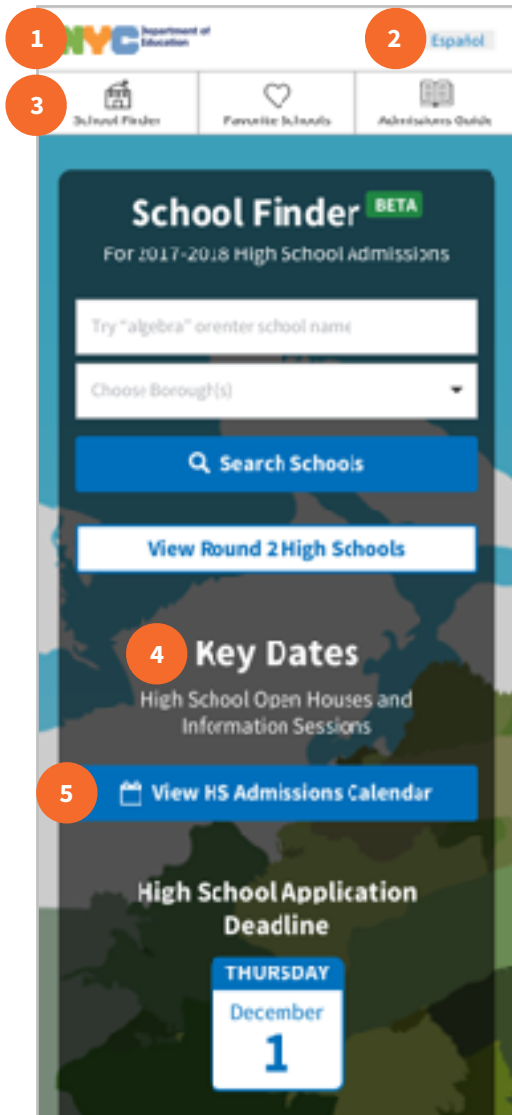 1
NYC Department of
Education
2
Español
3
School Finder
Favorite Schools
Admissions Guide
School Finder BETA
For 2017-2018 High School Admissions
Try "algebra" orenter school name
Choose Borough(s)
Search Schools
View Round 2 High Schools
4
Key Dates
High School Open Houses and
Information Sessions
5
View HS Admissions Calendar
High School Application
Deadline
THURSDAY
December
1